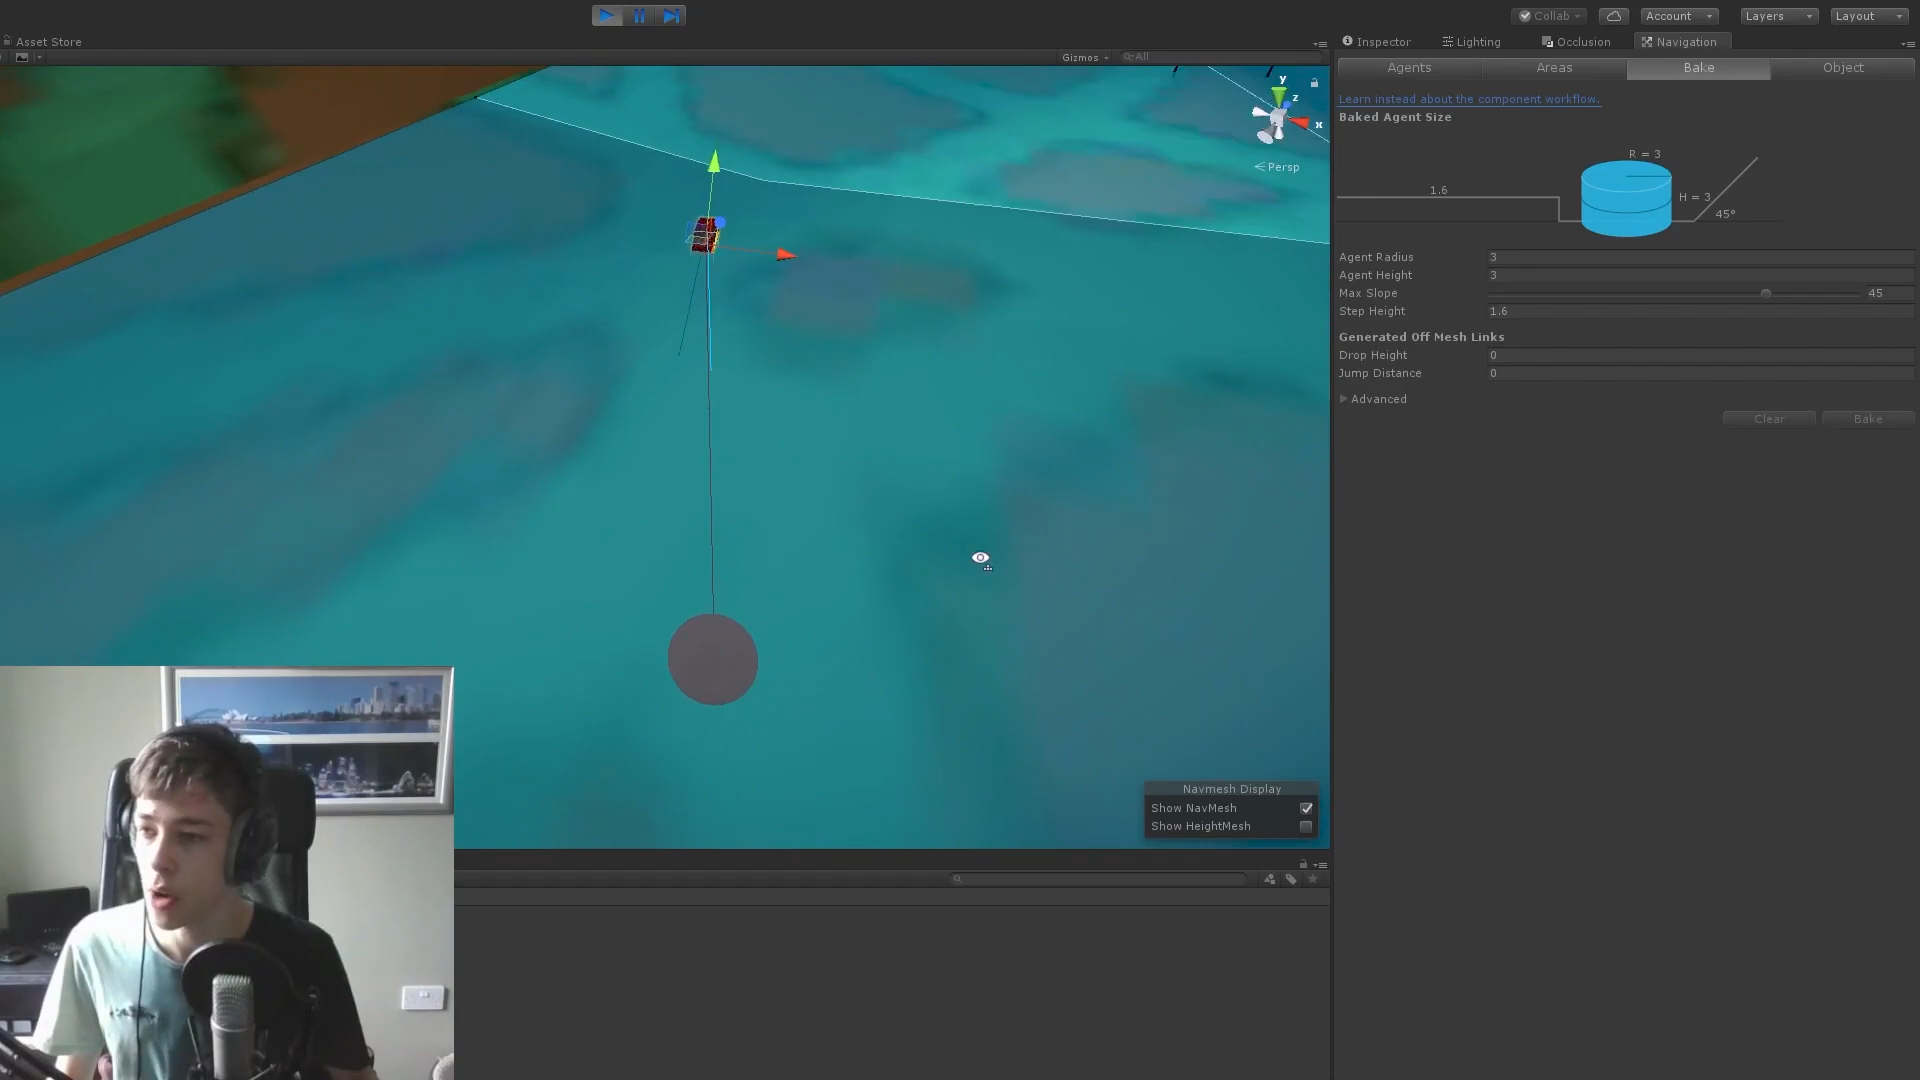 Collab
Account
Layers
Layout
Asset Store
Inspector
Lighting
Occlusion
Navigation
Gizmos
All
Agents
Areas
Bake
Object
y
z
x
Persp
Learn instead about the component workflow.
Baked Agent Size
R = 3
1.6
H = 3
45°
Agent Radius
3
Agent Height
3
Max Slope
45
Step Height
1.6
Generated Off Mesh Links
Drop Height
0
Jump Distance
0
Advanced
Clear
Bake
Navmesh Display
Show NavMesh
Show HeightMesh